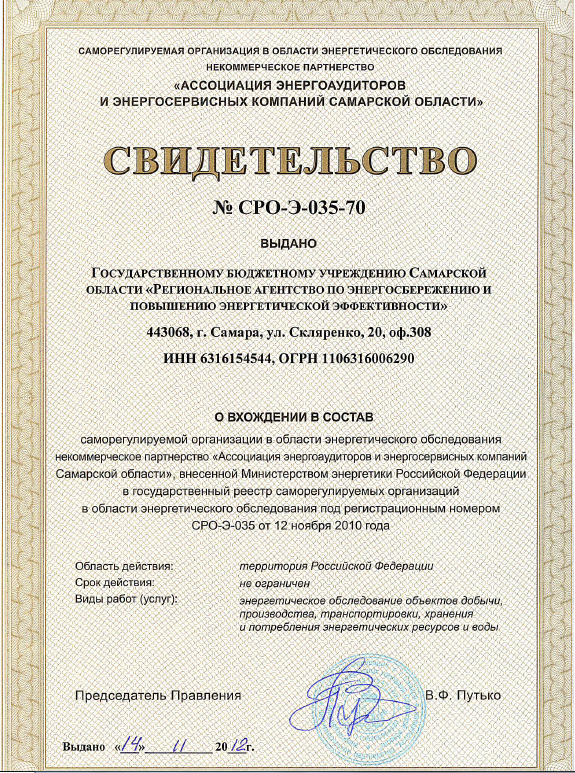 САМОРЕГУЛИРУЕМАЯ ОРГАНИЗАЦИЯ В ОБЛАСТИ ЭНЕРГЕТИЧЕСКОГО ОБСЛЕДОВАНИЯ
НЕКОММЕРЧЕСКОЕ ПАРТНЕРСТВО
«АССОЦИАЦИЯ ЭНЕРГОАУДИТОРОВ
И ЭНЕРГОСЕРВИСНЫХ КОМПАНИЙ САМАРСКОЙ ОБЛАСТИ»
СВИДЕТЕЛЬСТВО
№ СРО-Э-035-70
ВЫДАНО
ГОСУДАРСТВЕННОМУ БЮДЖЕТНОМУ УЧРЕЖДЕНИЮ САМАРСКОЙ
ОБЛАСТИ «РЕГИОНАЛЬНОЕ АГЕНТСТВО ПО ЭНЕРГОСБЕРЕЖЕНИЮ И
ПОВЫШЕНИЮ ЭНЕРГЕТИЧЕСКОЙ ЭФФЕКТИВНОСТИ»
443068, г. Самара, ул. Скляренко, 20, оф.308
ИНН 6316154544, ОГРН 1106316006290
О ВХОЖДЕНИИ В СОСТАВ
саморегулируемой организации в области энергетического обследования
некоммерческое партнерство «Ассоциация энергоаудиторов и энергосервисных компаний
Самарской области», внесенной Министерством энергетики Российской Федерации
в государственный реестр саморегулируемых организаций
в области энергетического обследования под регистрационным номером
СРО-Э-035 от 12 ноября 2010 года
Область действия: территория Российской Федерации
Срок действия: не ограничен
Виды работ (услуг): энергетическое обследование объектов добычи,
производства, транспортировки, хранения
и потребления энергетических ресурсов и воды
Председатель Правления В.Ф. Путько
Выдано «14» 11 2012г.